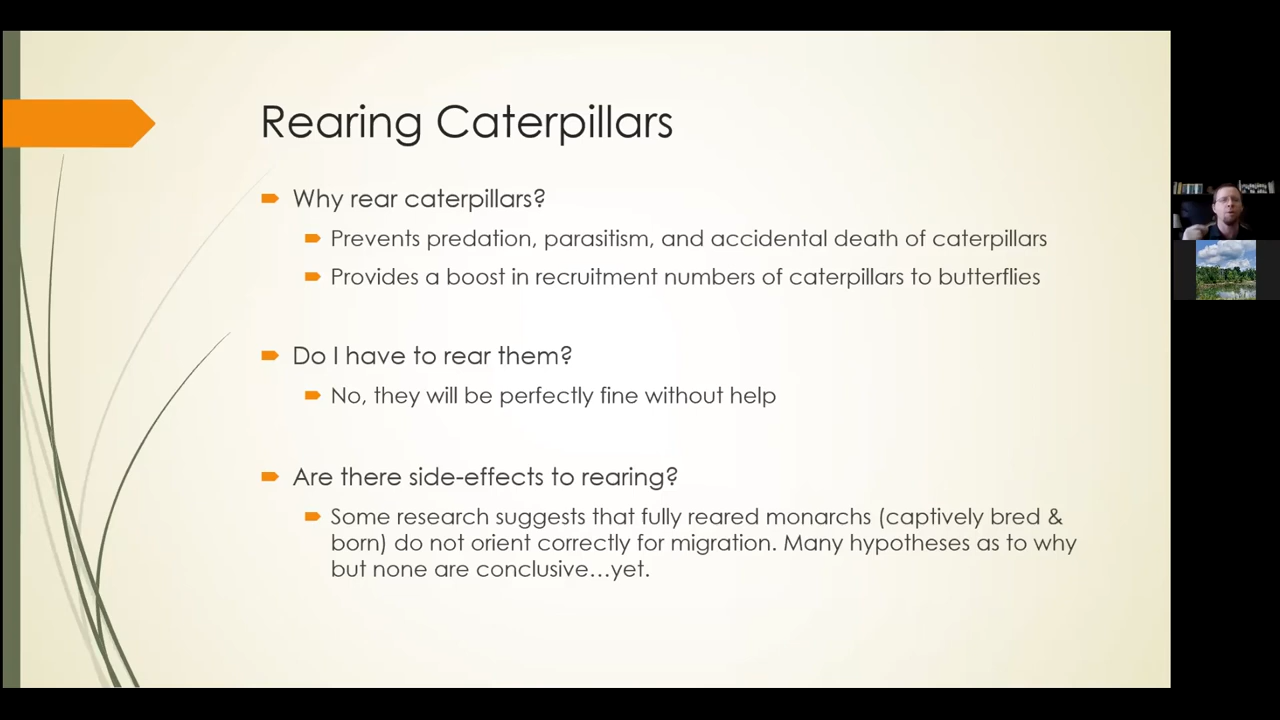 Rearing Caterpillars
Why rear caterpillars?
Prevents predation, parasitism, and accidental death of caterpillars
Provides a boost in recruitment numbers of caterpillars to butterflies
Do I have to rear them?
No, they will be perfectly fine without help
Are there side-effects to rearing?
Some research suggests that fully reared monarchs (captively bred &
born) do not orient correctly for migration. Many hypotheses as to why
but none are conclusive…yet.